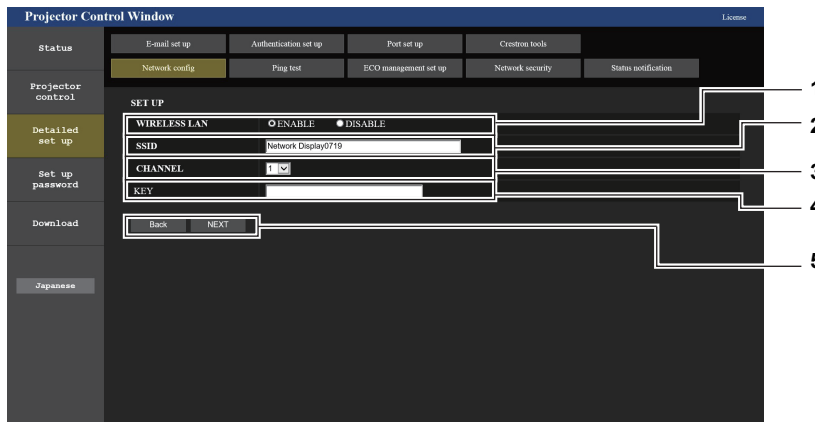 Projector Control Window License
Status
E-mail set up Authentication set up Port set up Crestron tools
Network config Ping test ECO management set up Network security Status notification
Projector
control
Detailed
set up
Set up
password
Download
Japanese
SET UP
WIRELESS LAN ENABLE DISABLE
SSID Network Display0719
CHANNEL 1
KEY
Back NEXT
1
2
3
4
5